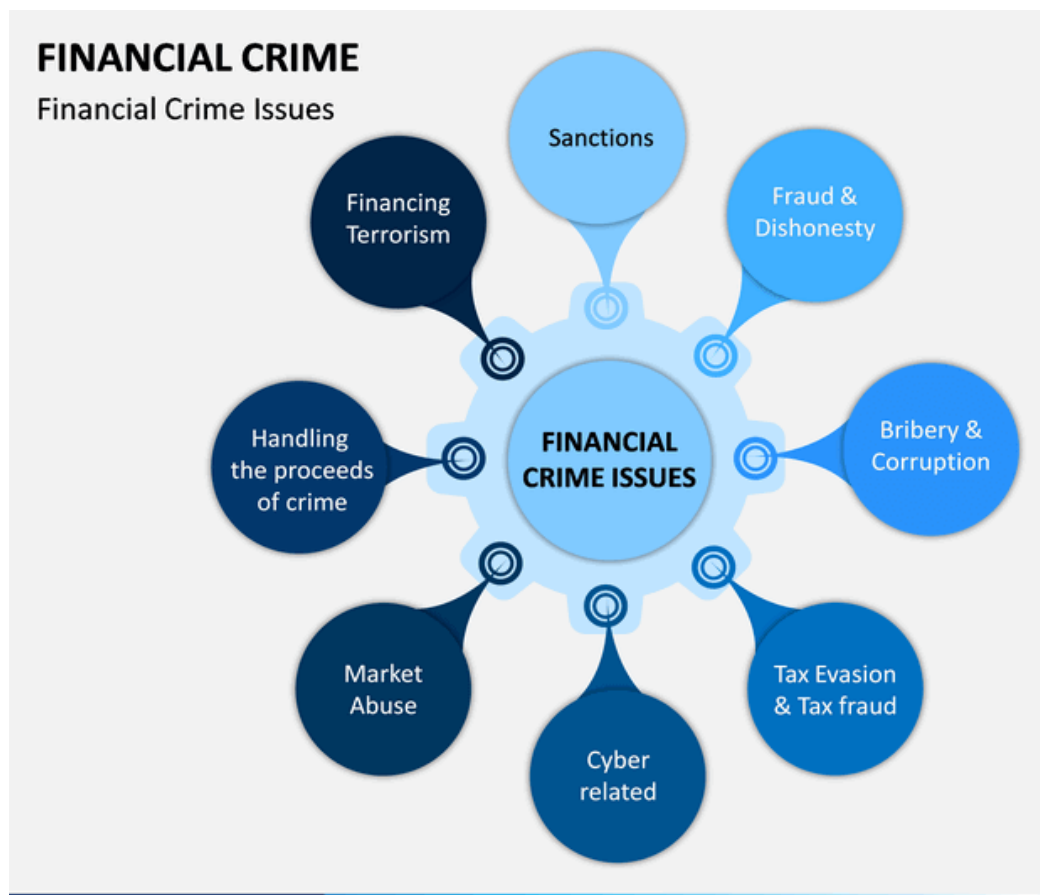 FINANCIAL CRIME
Financial Crime Issues
Sanctions
Fraud &
Dishonesty
Bribery &
Corruption
Tax Evasion
& Tax fraud
Cyber
related
Market
Abuse
Handling
the proceeds
of crime
Financing
Terrorism
FINANCIAL
CRIME ISSUES